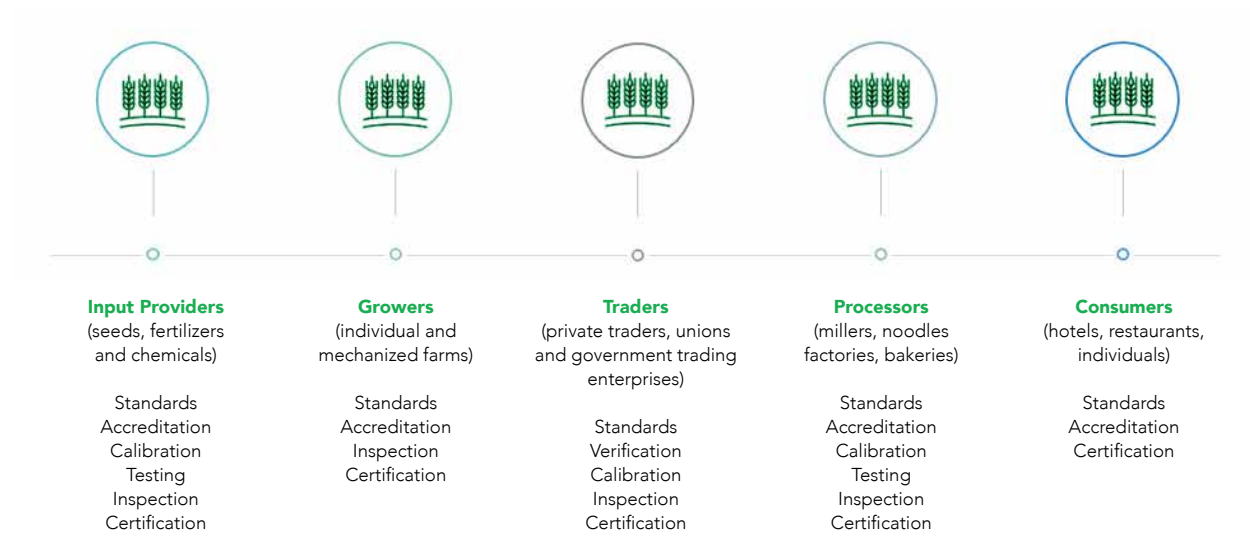 Input Providers
(seeds, fertilizers
and chemicals)
Standards
Accreditation
Calibration
Testing
Inspection
Certification
Growers
(individual and
mechanized farms)
Standards
Accreditation
Inspection
Certification
Traders
(private traders, unions
and government trading
enterprises)
Standards
Verification
Calibration
Inspection
Certification
Processors
(millers, noodles
factories, bakeries)
Standards
Accreditation
Calibration
Testing
Inspection
Certification
Consumers
(hotels, restaurants,
individuals)
Standards
Accreditation
Certification